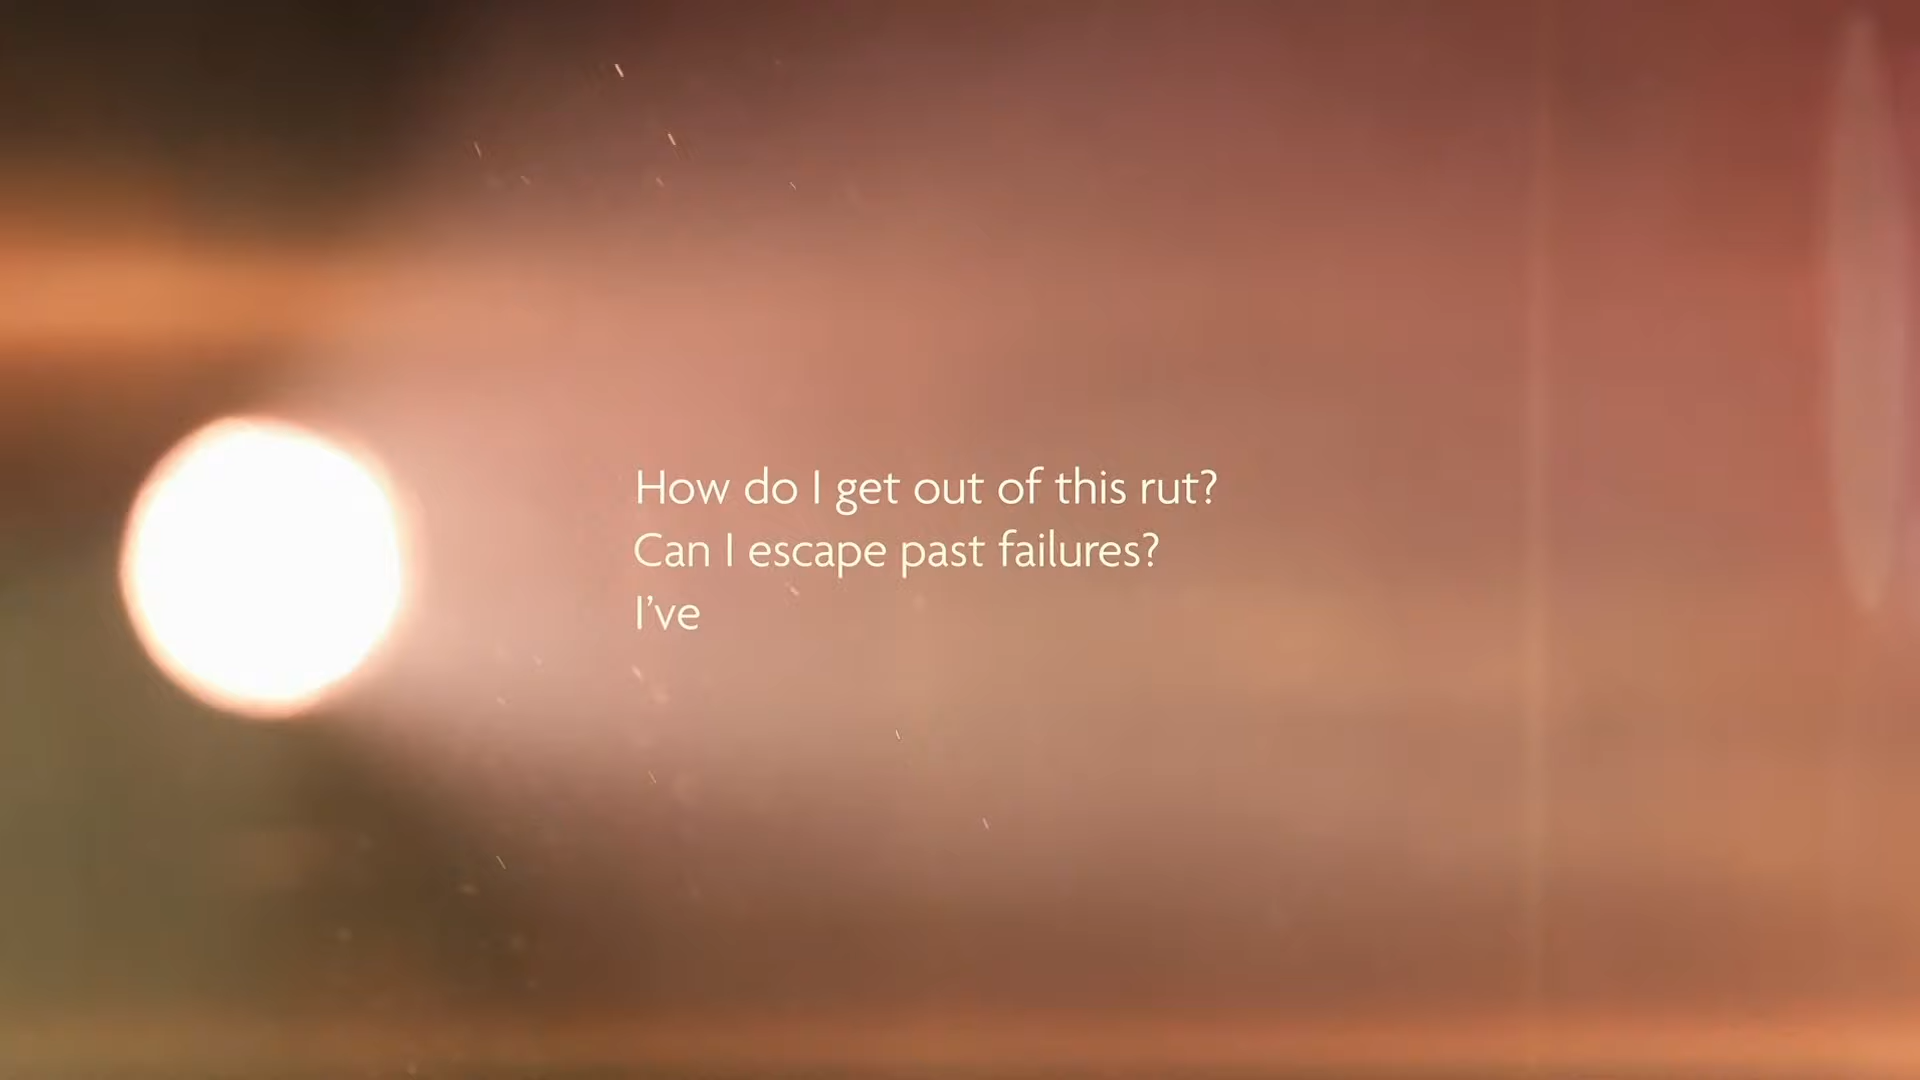 How do I get out of this rut?
Can I escape past failures?
I’ve